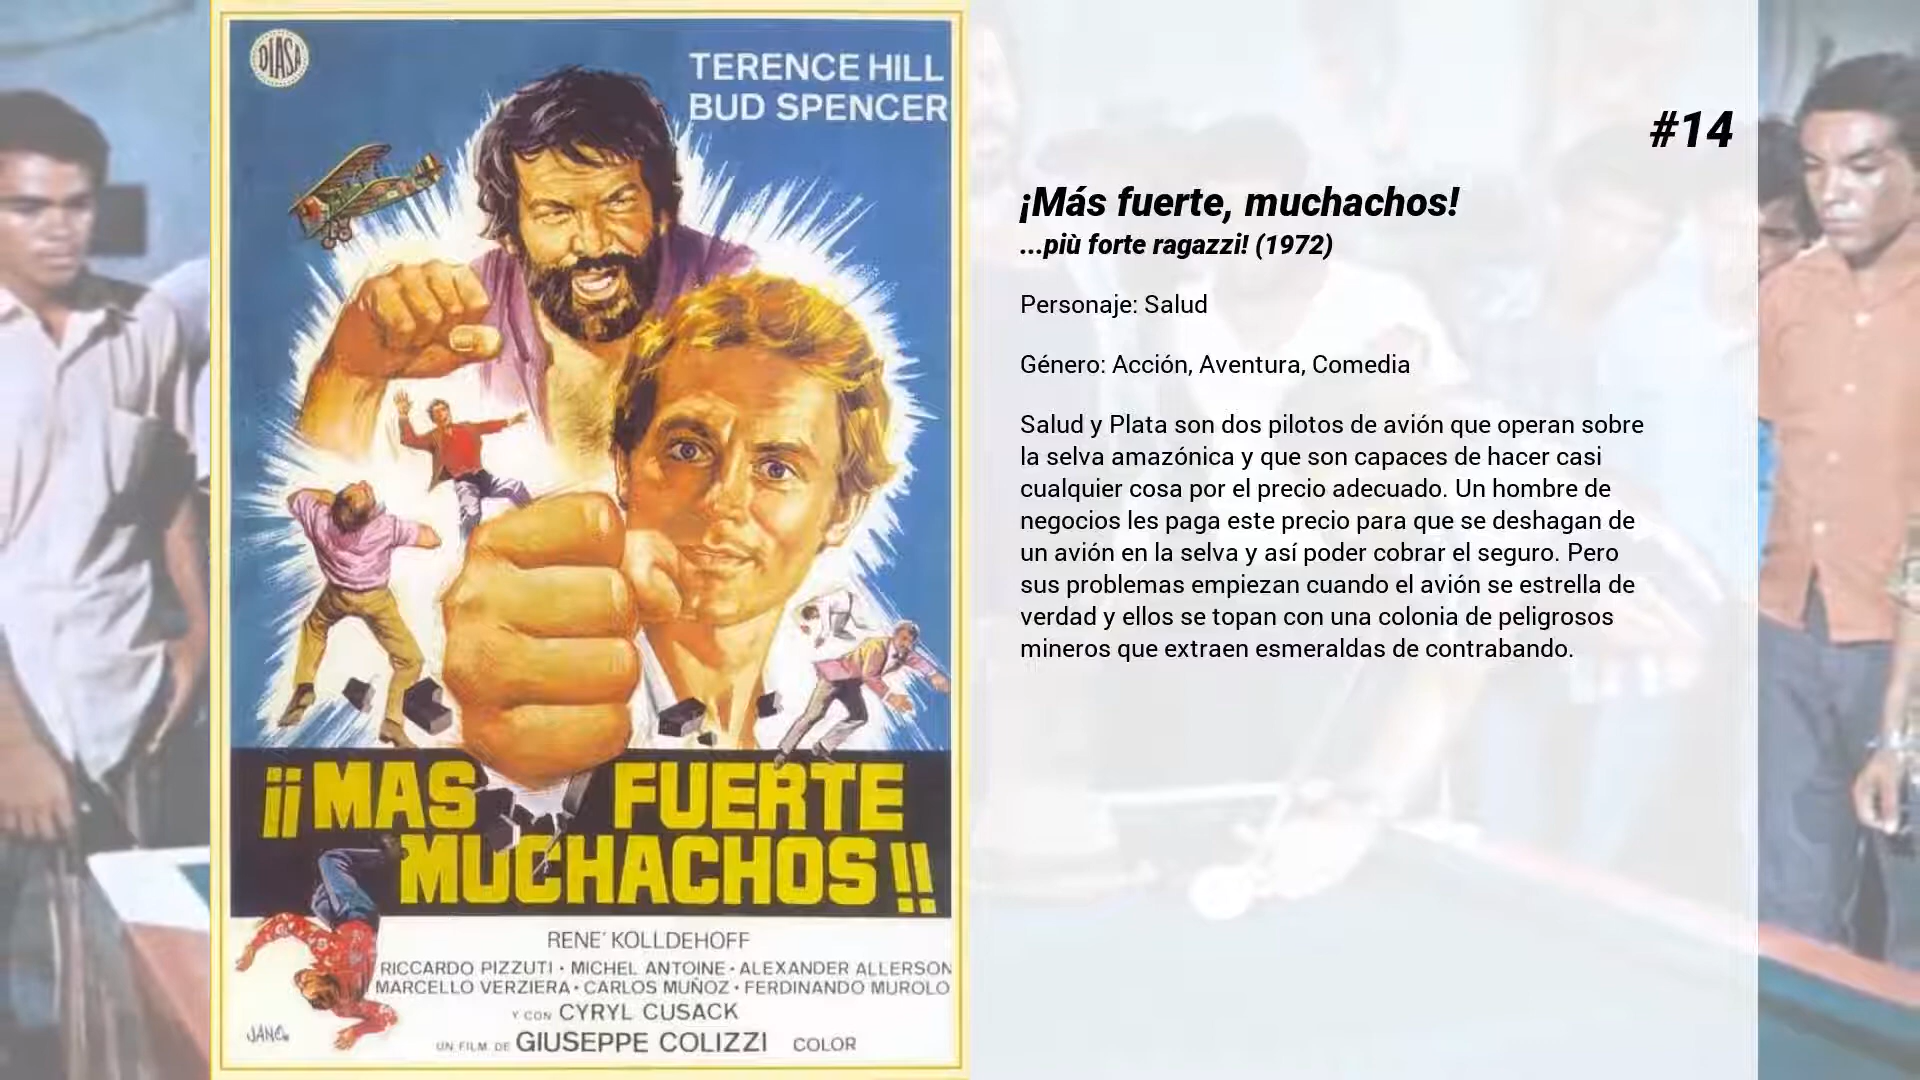 DIASA
TERENCE HILL
BUD SPENCER
¡¡MAS FUERTE
MUCHACHOS!!
RENE´ KOLLDEHOFF
RICCARDO PIZZUTI · MICHEL ANTOINE · ALEXANDER ALLERSON
MARCELLO VERZIERA · CARLOS MUÑOZ · FERDINANDO MUROLO
Y CON CYRYL CUSACK
UN FILM DE GIUSEPPE COLIZZI COLOR
JANO
#14
¡Más fuerte, muchachos!
...più forte ragazzi! (1972)
Personaje: Salud
Género: Acción, Aventura, Comedia
Salud y Plata son dos pilotos de avión que operan sobre
la selva amazónica y que son capaces de hacer casi
cualquier cosa por el precio adecuado. Un hombre de
negocios les paga este precio para que se deshagan de
un avión en la selva y así poder cobrar el seguro. Pero
sus problemas empiezan cuando el avión se estrella de
verdad y ellos se topan con una colonia de peligrosos
mineros que extraen esmeraldas de contrabando.